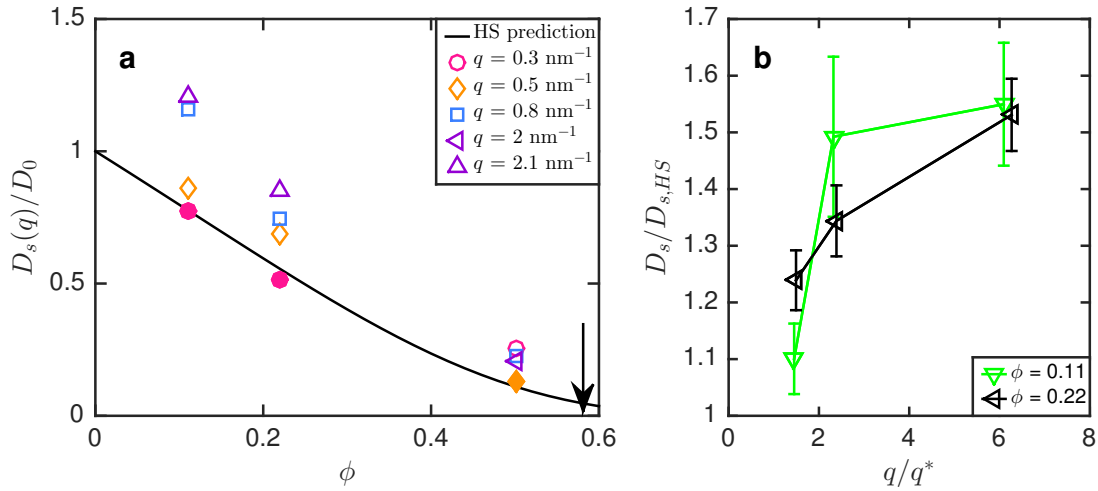 a
1.5
1
0.5
0
0
0.2
0.4
0.6
D_s(q)/D_0
ϕ
HS prediction
q = 0.3 nm⁻¹
q = 0.5 nm⁻¹
q = 0.8 nm⁻¹
q = 2 nm⁻¹
q = 2.1 nm⁻¹
b
1.7
1.6
1.5
1.4
1.3
1.2
1.1
1
0
2
4
6
8
D_s/D_{s,HS}
q/q*
ϕ = 0.11
ϕ = 0.22